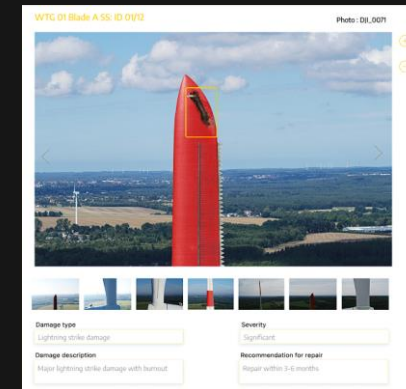 WTG 01 Blade A SS: ID 01/12
Photo : DJI_0071
Damage type
Lightning strike damage
Severity
Significant
Damage description
Major lightning strike damage with burnout
Recommendation for repair
Repair within 3-6 months